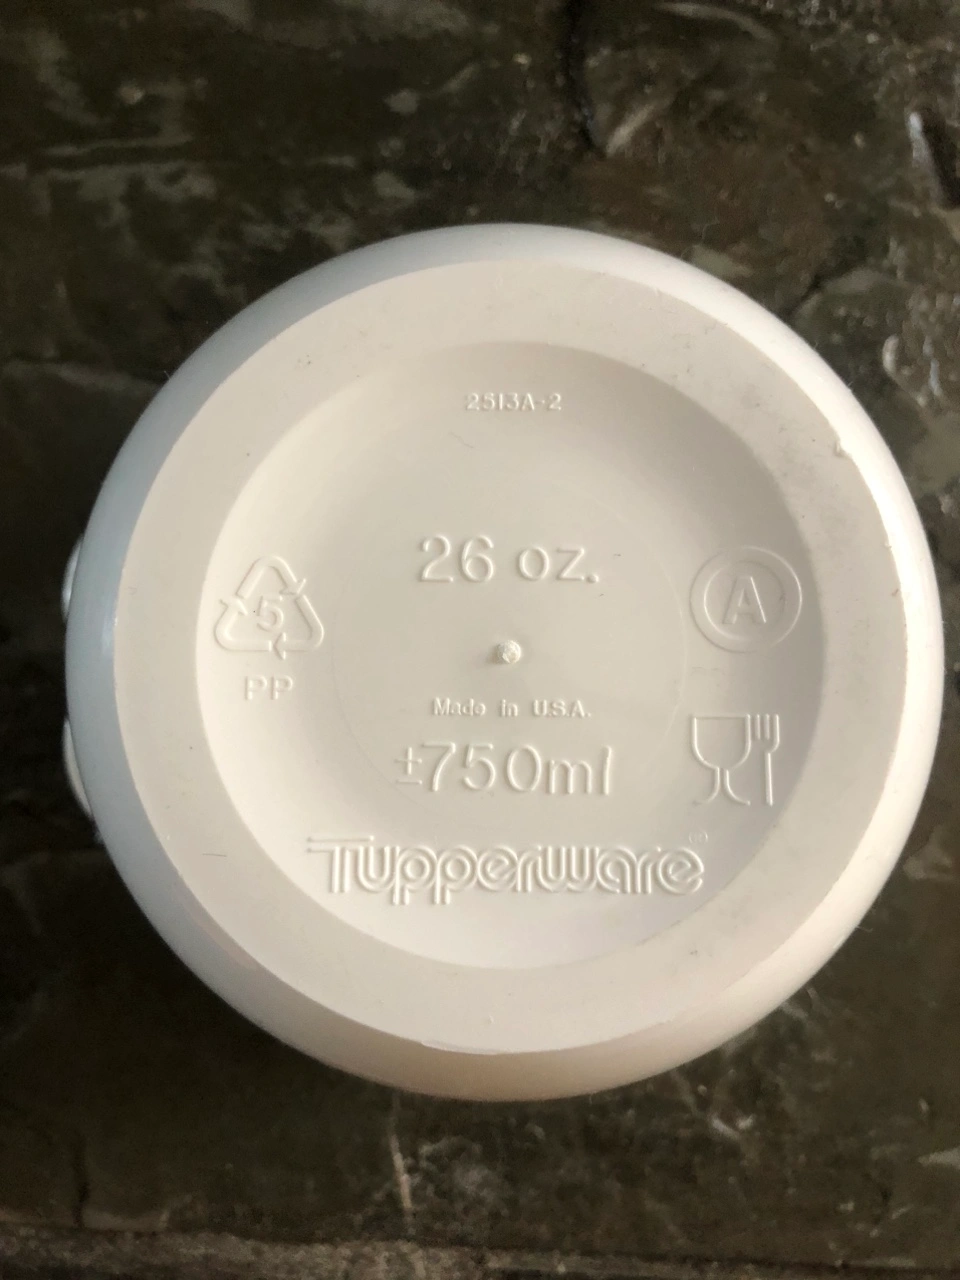 2513A-2
26 oz.
5
PP
A
Made in U.S.A.
±750ml
Tupperware®